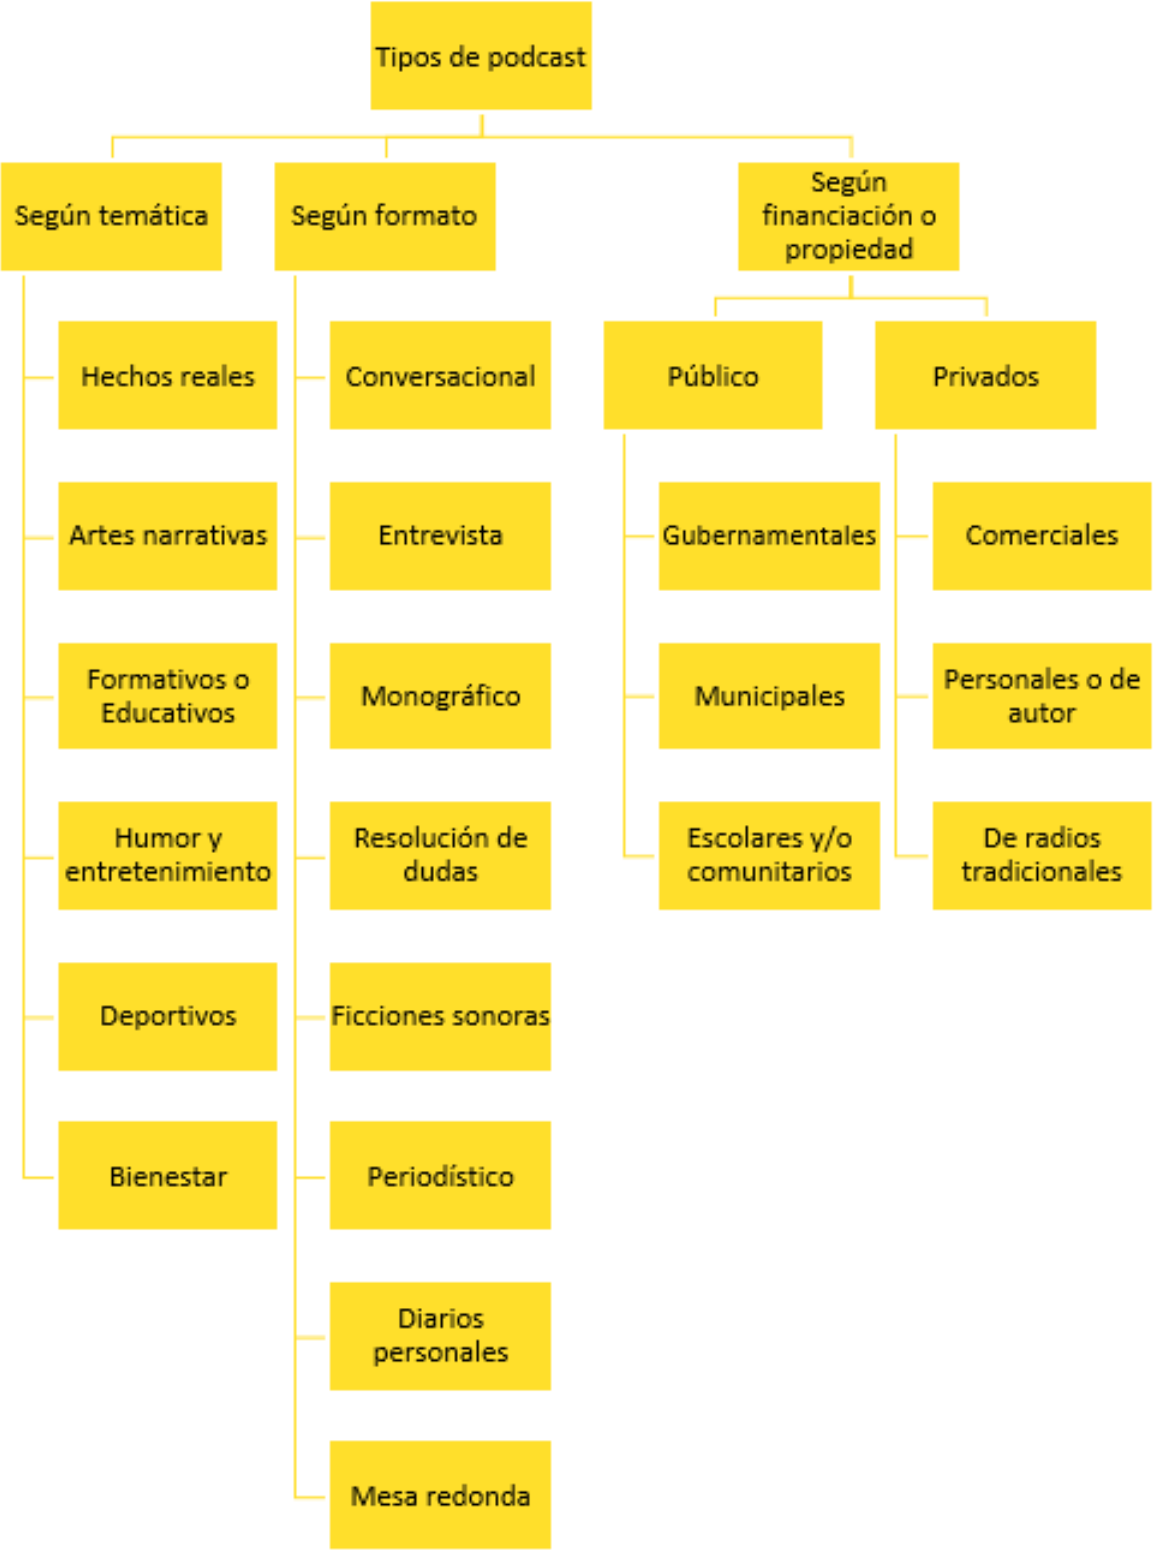 Tipos de podcast
Según temática
Hechos reales
Artes narrativas
Formativos o
Educativos
Humor y
entretenimiento
Deportivos
Bienestar
Según formato
Conversacional
Entrevista
Monográfico
Resolución de
dudas
Ficciones sonoras
Periodístico
Diarios
personales
Mesa redonda
Según
financiación o
propiedad
Público
Gubernamentales
Municipales
Escolares y/o
comunitarios
Privados
Comerciales
Personales o de
autor
De radios
tradicionales